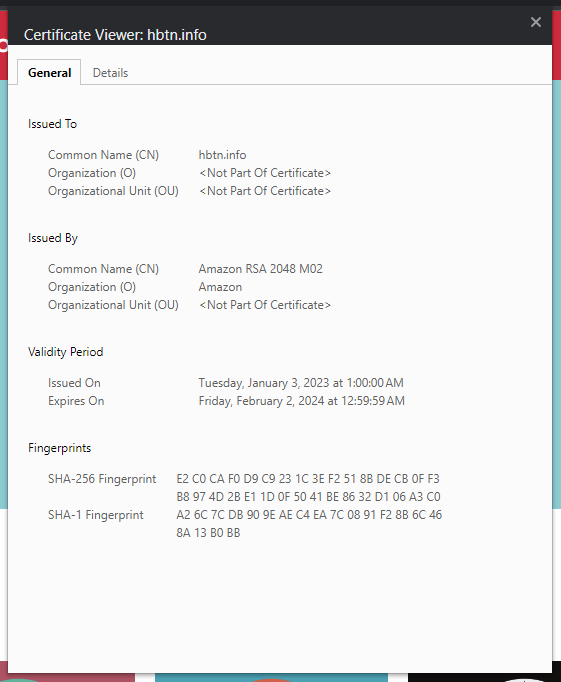 Certificate Viewer: hbtn.info
General Details
Issued To
Common Name (CN) hbtn.info
Organization (O) <Not Part Of Certificate>
Organizational Unit (OU) <Not Part Of Certificate>
Issued By
Common Name (CN) Amazon RSA 2048 M02
Organization (O) Amazon
Organizational Unit (OU) <Not Part Of Certificate>
Validity Period
Issued On Tuesday, January 3, 2023 at 1:00:00 AM
Expires On Friday, February 2, 2024 at 12:59:59 AM
Fingerprints
SHA-256 Fingerprint E2 C0 CA F0 D9 C9 23 1C 3E F2 51 8B DE CB 0F F3
B8 97 4D 2B E1 1D 0F 50 41 BE 86 32 D1 06 A3 C0
SHA-1 Fingerprint A2 6C 7C DB 90 9E AE C4 EA 7C 08 91 F2 8B 6C 46
8A 13 B0 BB